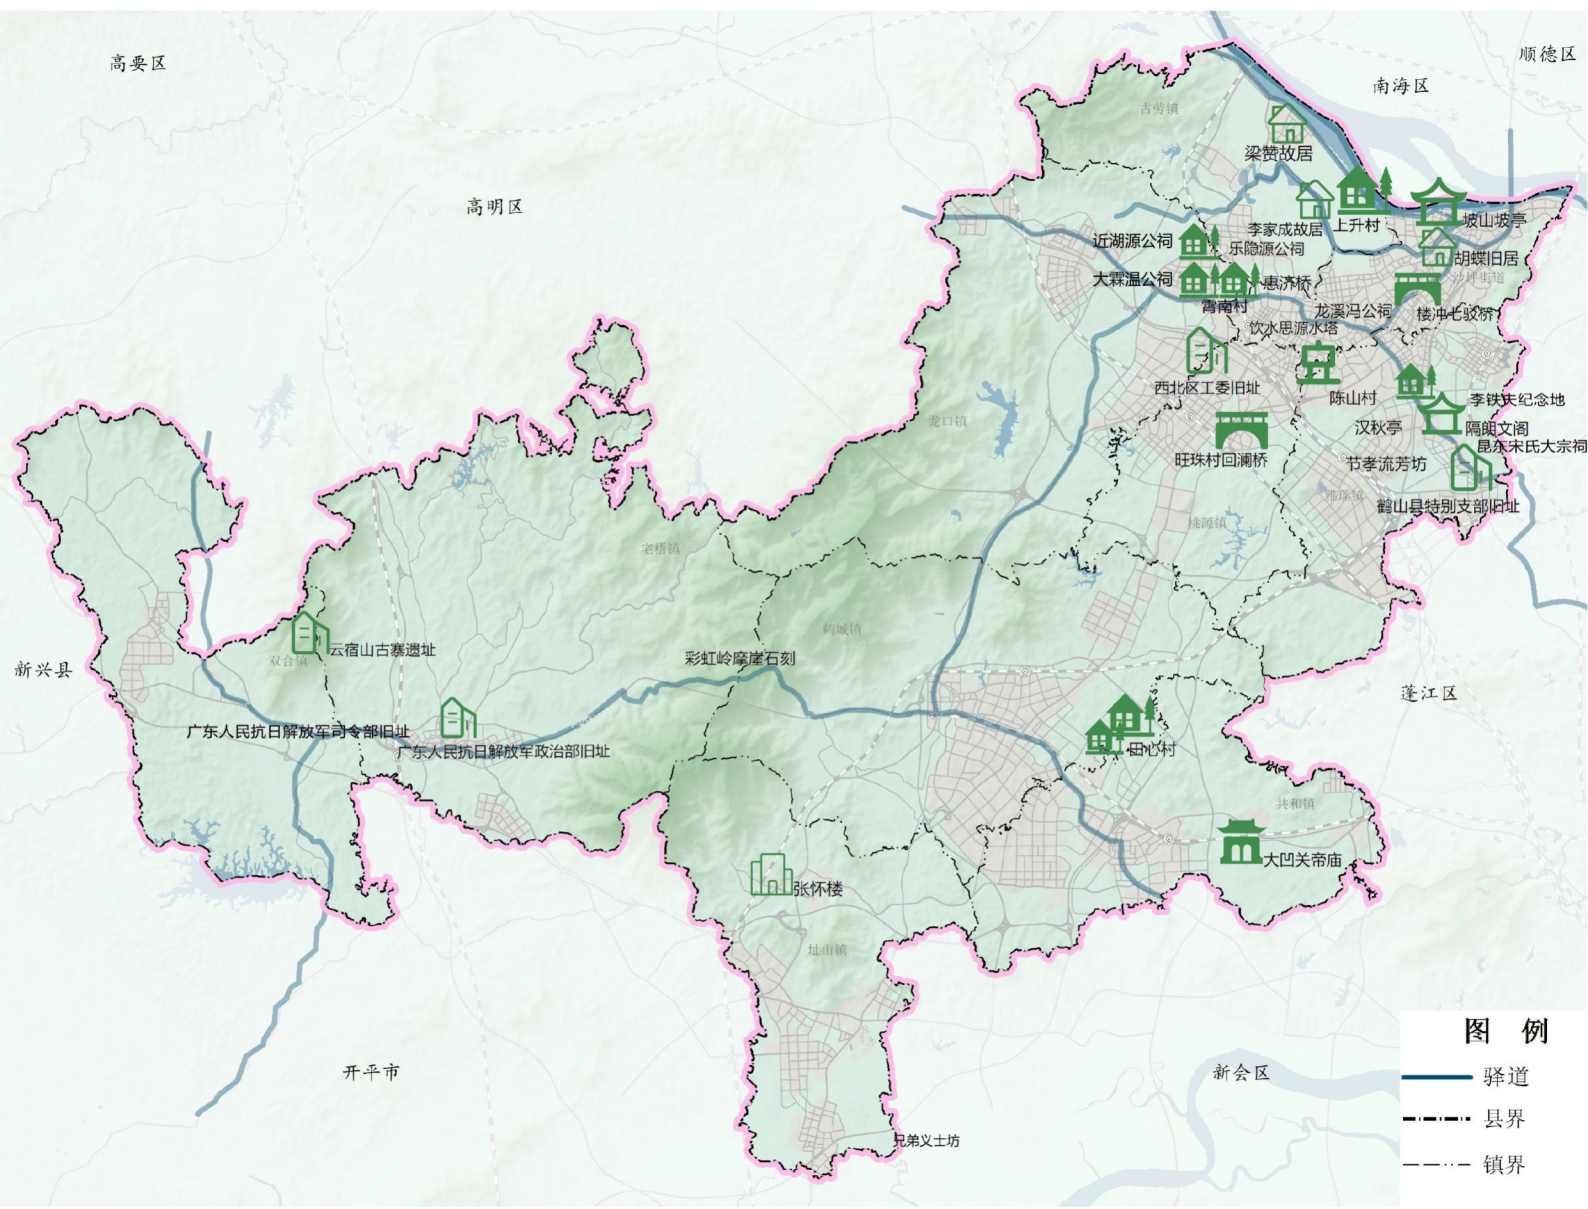 高要区
顺德区
南海区
古劳镇
梁赞故居
高明区
坡山坡亭
上升村
李家成故居
近湖源公祠
乐隐源公祠
胡蝶旧居
沙坪街道
大霖温公祠
惠济桥
霄南村
龙溪冯公祠
楼冲七驳桥
饮水思源水塔
西北区工委旧址
陈山村
李铁夫纪念地
龙口镇
汉秋亭
隔朗文阁
昆东宋氏大宗祠
旺珠村回澜桥
节孝流芳坊
雅瑶镇
鹤山县特别支部旧址
桃源镇
宅梧镇
鹤城镇
云宿山古寨遗址
双合镇
彩虹岭摩崖石刻
新兴县
蓬江区
广东人民抗日解放军司令部旧址
广东人民抗日解放军政治部旧址
田心村
共和镇
大凹关帝庙
张怀楼
址山镇
开平市
新会区
兄弟义士坊
图 例
驿道
县界
镇界